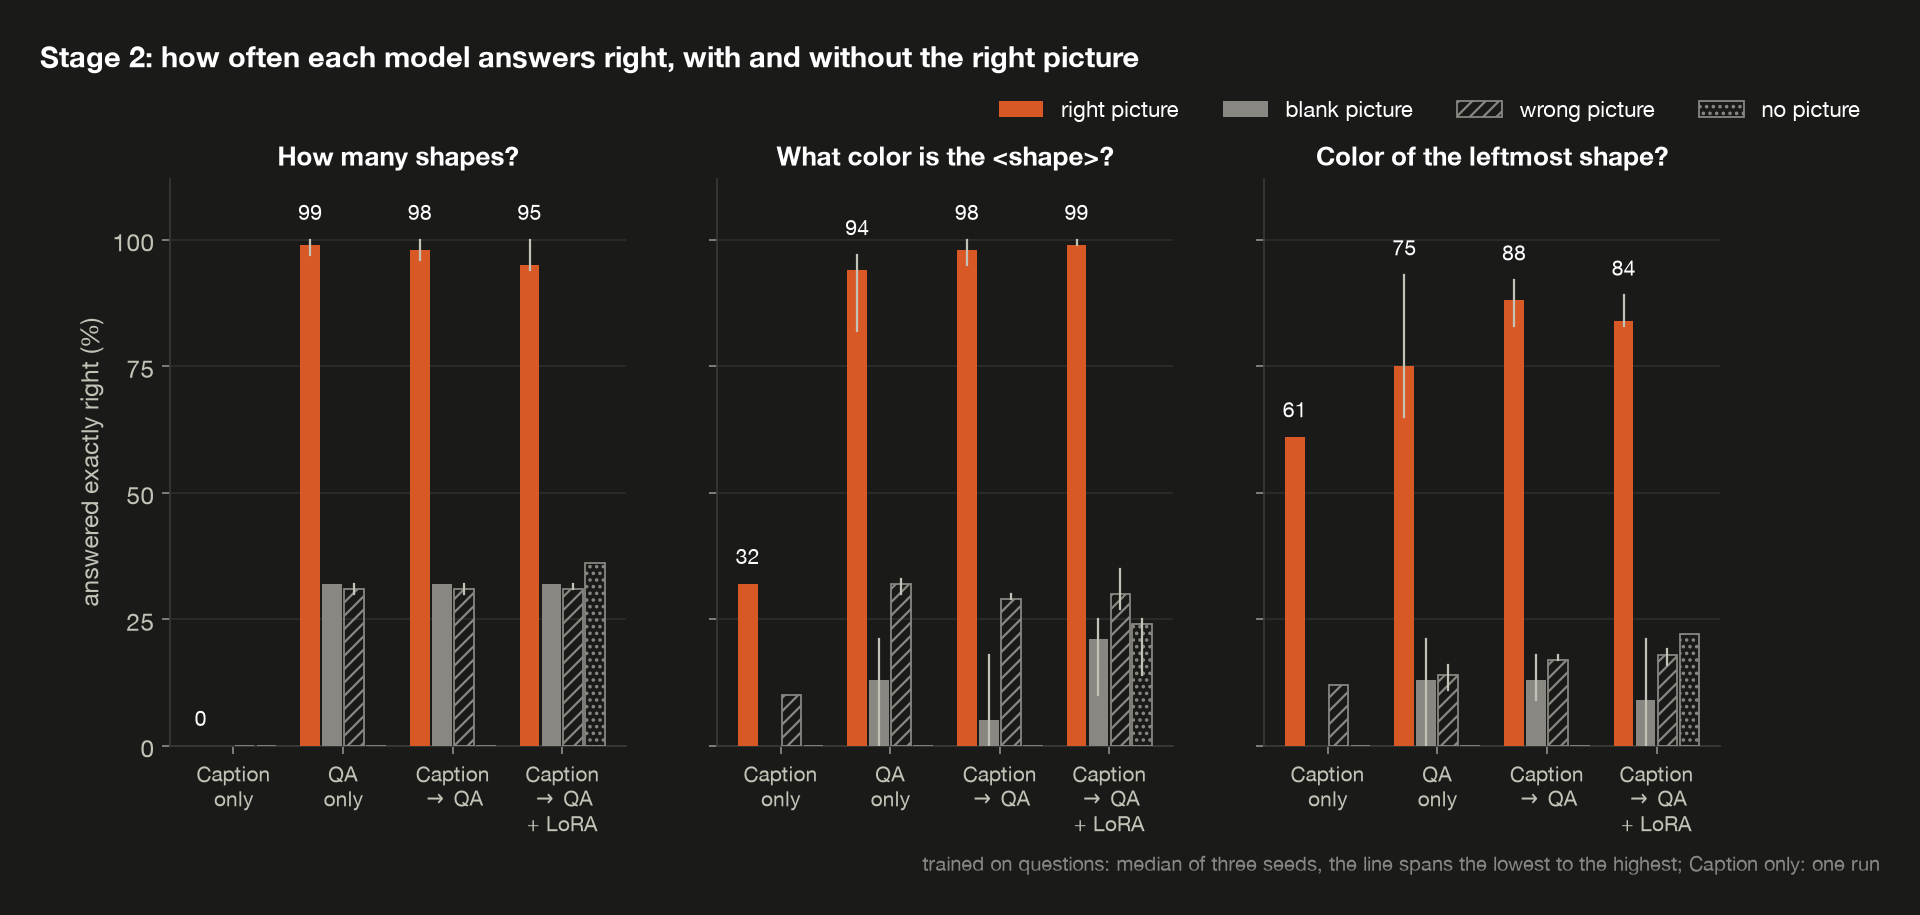 Stage 2: how often each model answers right, with and without the right picture
right picture
blank picture
wrong picture
no picture
How many shapes?
What color is the <shape>?
Color of the leftmost shape?
answered exactly right (%)
100
75
50
25
0
0
99
98
95
32
94
98
99
61
75
88
84
Caption
only
QA
only
Caption
→ QA
Caption
→ QA
+ LoRA
Caption
only
QA
only
Caption
→ QA
Caption
→ QA
+ LoRA
Caption
only
QA
only
Caption
→ QA
Caption
→ QA
+ LoRA
trained on questions: median of three seeds, the line spans the lowest to the highest; Caption only: one run